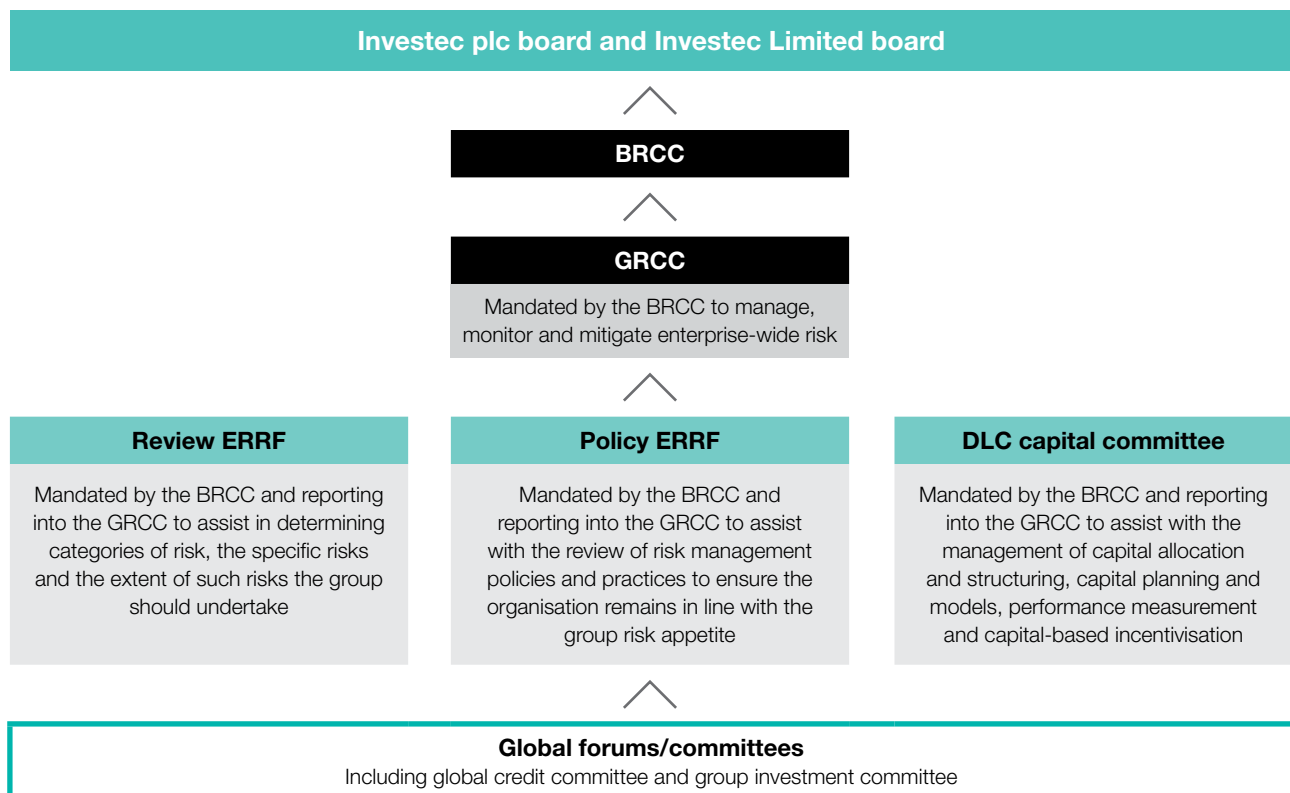 Investec plc board and Investec Limited board
BRCC
GRCC
Mandated by the BRCC to manage,
monitor and mitigate enterprise-wide risk
Review ERRF
Mandated by the BRCC and reporting
into the GRCC to assist in determining
categories of risk, the specific risks
and the extent of such risks the group
should undertake
Policy ERRF
Mandated by the BRCC and
reporting into the GRCC to assist
with the review of risk management
policies and practices to ensure the
organisation remains in line with the
group risk appetite
DLC capital committee
Mandated by the BRCC and reporting
into the GRCC to assist with the
management of capital allocation
and structuring, capital planning and
models, performance measurement
and capital-based incentivisation
Global forums/committees
Including global credit committee and group investment committee